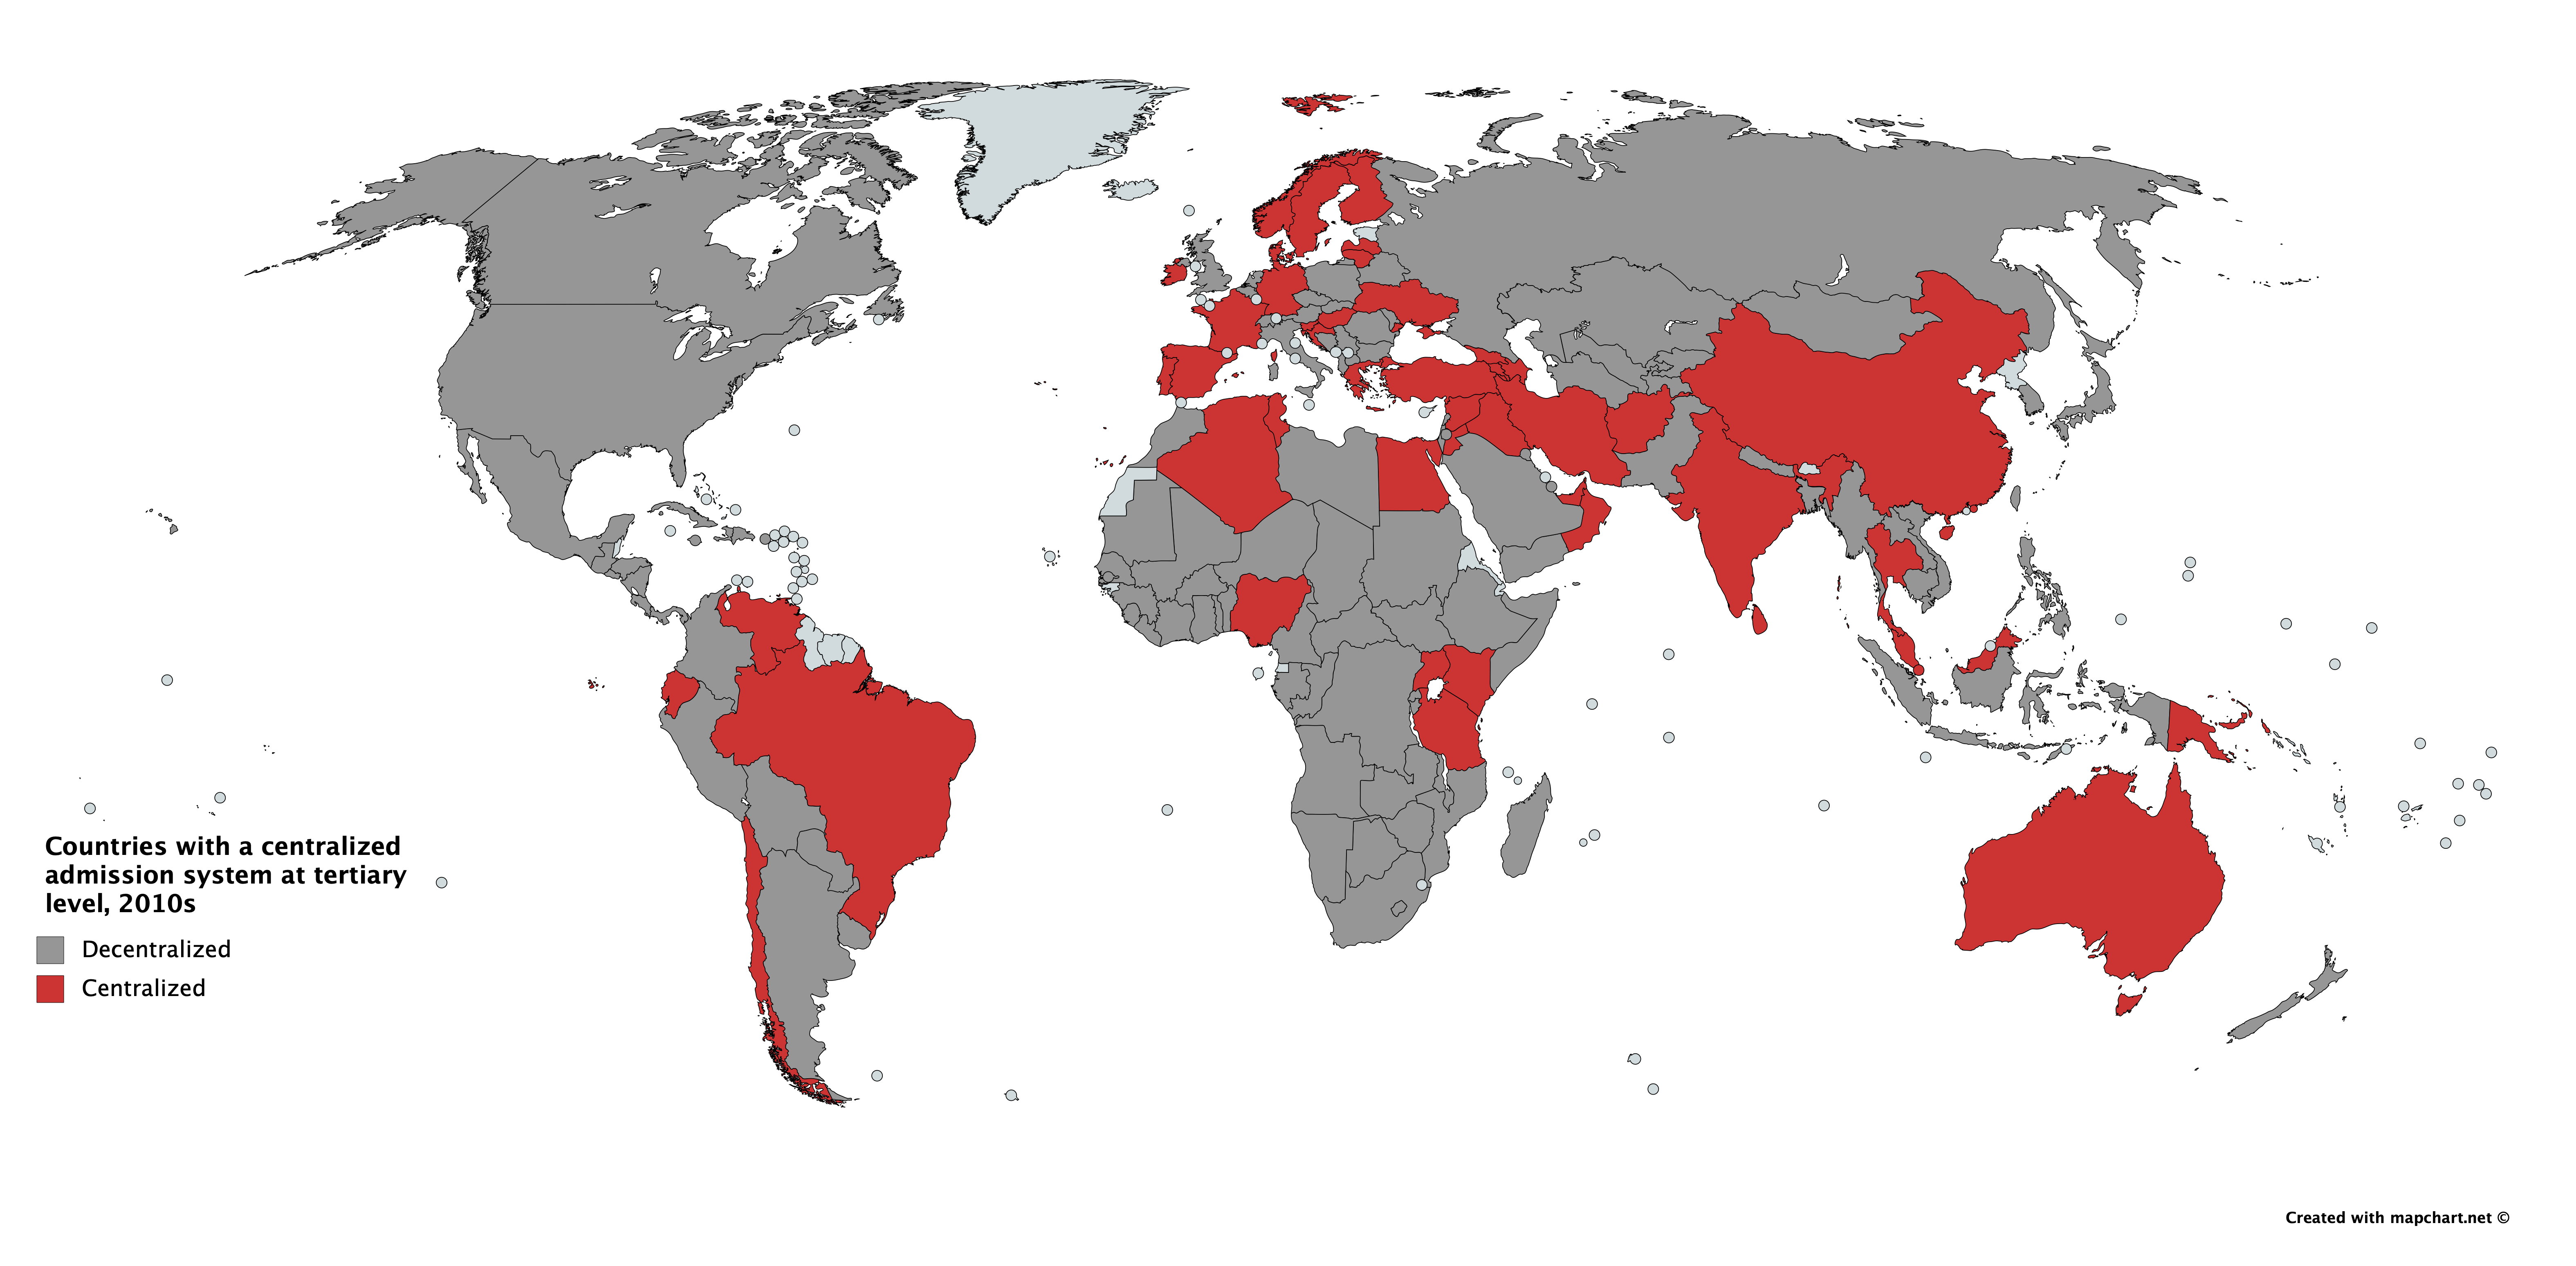 Countries with a centralized
admission system at tertiary
level, 2010s
Decentralized
Centralized
Created with mapchart.net ©